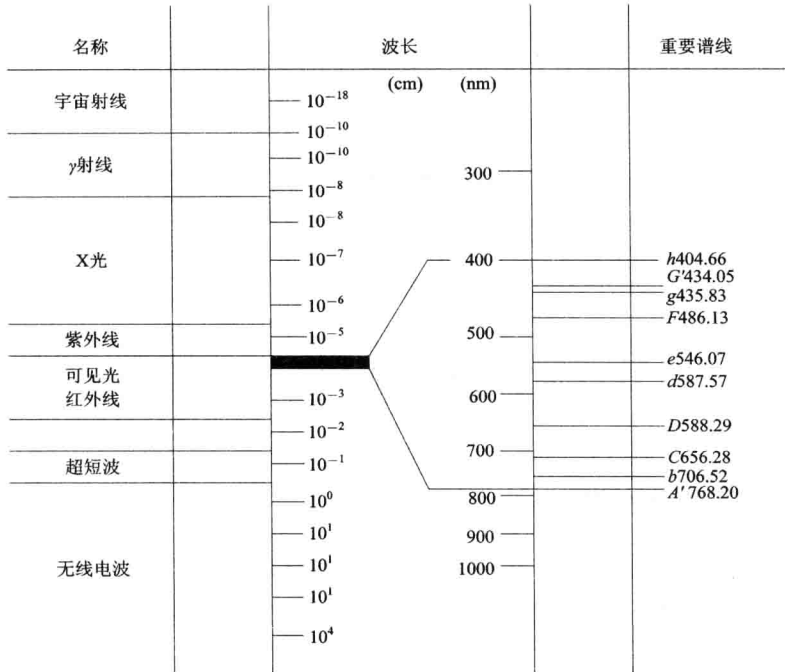 名称 波长 重要谱线
(cm) (nm)
宇宙射线 10⁻¹⁸
10⁻¹⁰
γ射线 10⁻¹⁰
300
10⁻⁸
10⁻⁸
X光 10⁻⁷ 400 h404.66
G′434.05
g435.83
10⁻⁶
F486.13
紫外线 10⁻⁵ 500
e546.07
可见光
d587.57
红外线 10⁻³ 600
10⁻² D588.29
700
超短波 10⁻¹ C656.28
b706.52
A′768.20
10⁰ 800
10¹ 900
无线电波 10¹ 1000
10¹
10⁴